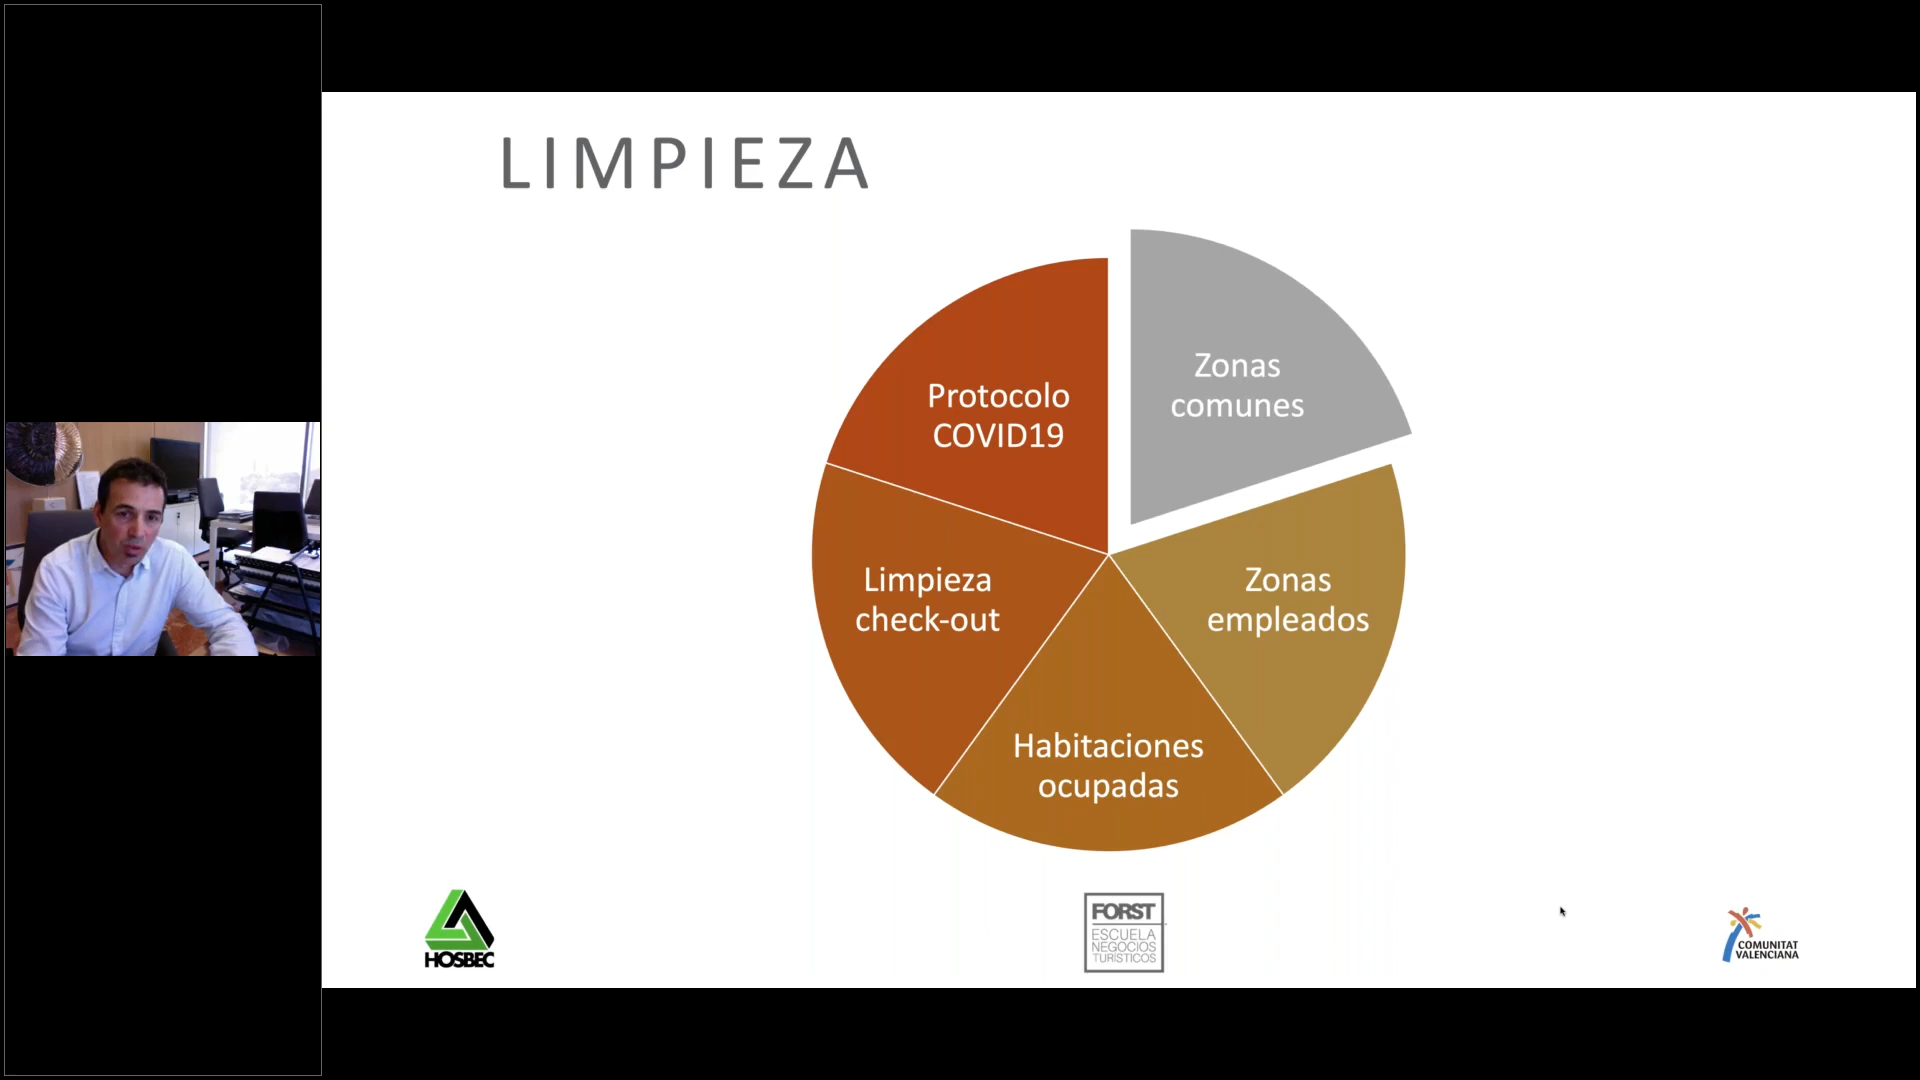 LIMPIEZA
Zonas
comunes
Protocolo
COVID19
Limpieza
check-out
Zonas
empleados
Habitaciones
ocupadas
HOSBEC
FORST
ESCUELA
NEGOCIOS
TURÍSTICOS
COMUNITAT
VALENCIANA